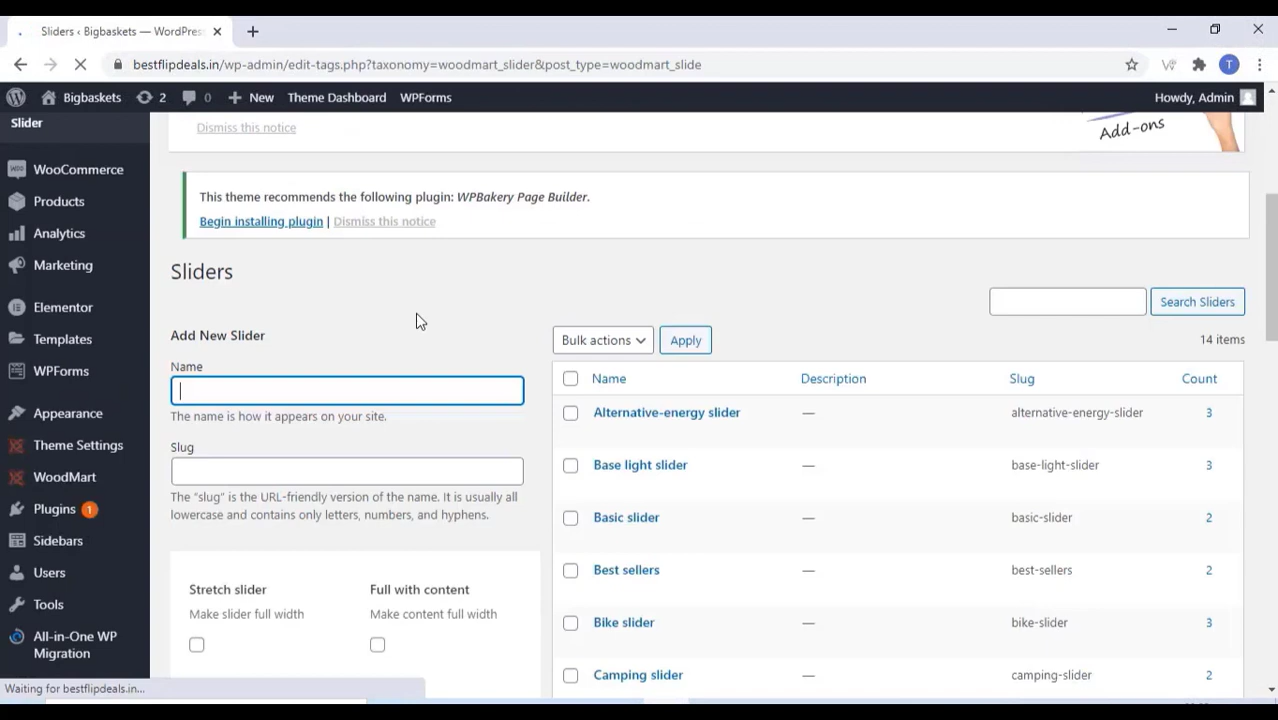 Sliders ‹ Bigbaskets — WordPres
bestflipdeals.in/wp-admin/edit-tags.php?taxonomy=woodmart_slider&post_type=woodmart_slide
T
Bigbaskets 2 0 New Theme Dashboard WPForms Howdy, Admin
Slider
WooCommerce
Products
Analytics
Marketing
Elementor
Templates
WPForms
Appearance
Theme Settings
WoodMart
Plugins 1
Sidebars
Users
Tools
All-in-One WP
Migration
Dismiss this notice
Add-ons
This theme recommends the following plugin: WPBakery Page Builder.
Begin installing plugin | Dismiss this notice
Sliders
Search Sliders
Add New Slider
Name
The name is how it appears on your site.
Slug
The “slug” is the URL-friendly version of the name. It is usually all
lowercase and contains only letters, numbers, and hyphens.
Stretch slider
Make slider full width
Full with content
Make content full width
Bulk actions Apply 14 items
Name Description Slug Count
Alternative-energy slider — alternative-energy-slider 3
Base light slider — base-light-slider 3
Basic slider — basic-slider 2
Best sellers — best-sellers 2
Bike slider — bike-slider 3
Camping slider — camping-slider 2
Waiting for bestflipdeals.in...